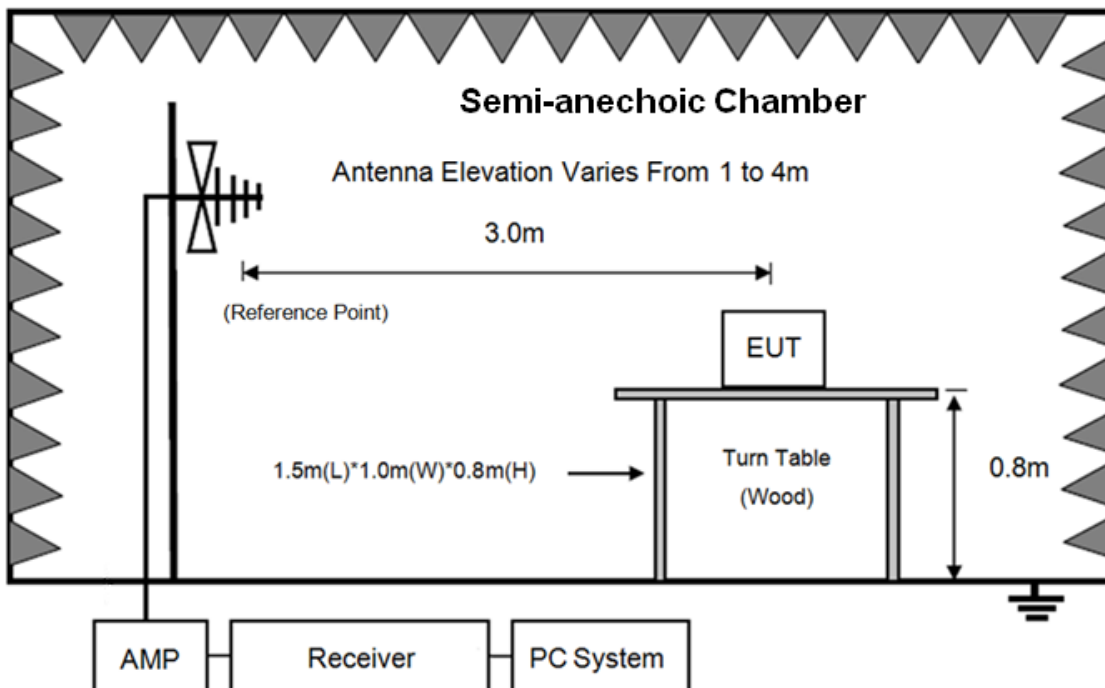 Semi-anechoic Chamber
Antenna Elevation Varies From 1 to 4m
3.0m
(Reference Point)
EUT
1.5m(L)*1.0m(W)*0.8m(H)
Turn Table
(Wood)
0.8m
AMP
Receiver
PC System